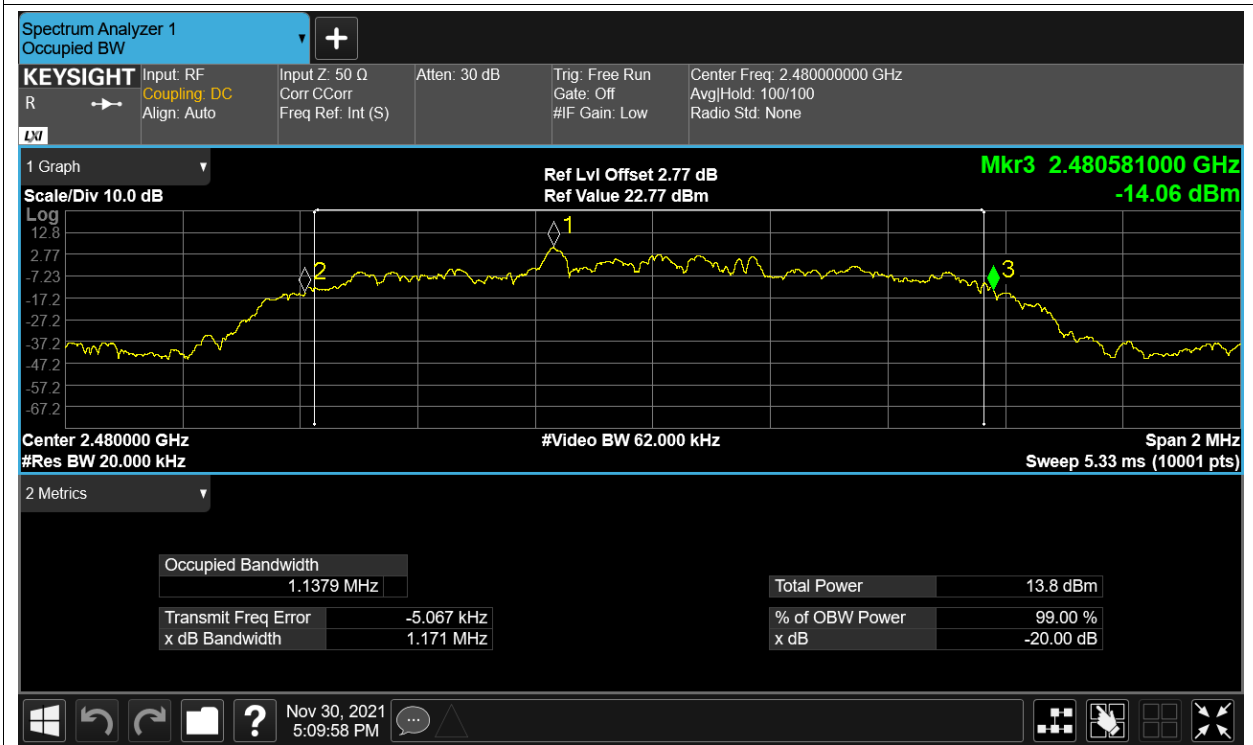 Spectrum Analyzer 1
Occupied BW
KEYSIGHT
R
LXI
Input: RF
Coupling: DC
Align: Auto
Input Z: 50 Ω
Corr CCorr
Freq Ref: Int (S)
Atten: 30 dB
Trig: Free Run
Gate: Off
#IF Gain: Low
Center Freq: 2.480000000 GHz
Avg|Hold: 100/100
Radio Std: None
1 Graph
Scale/Div 10.0 dB
Ref Lvl Offset 2.77 dB
Ref Value 22.77 dBm
Mkr3 2.480581000 GHz
-14.06 dBm
Log
12.8
2.77
-7.23
-17.2
-27.2
-37.2
-47.2
-57.2
-67.2
1
2
3
Center 2.480000 GHz
#Res BW 20.000 kHz
#Video BW 62.000 kHz
Span 2 MHz
Sweep 5.33 ms (10001 pts)
2 Metrics
Occupied Bandwidth
1.1379 MHz
Transmit Freq Error -5.067 kHz
x dB Bandwidth 1.171 MHz
Total Power 13.8 dBm
% of OBW Power 99.00 %
x dB -20.00 dB
?
Nov 30, 2021
5:09:58 PM